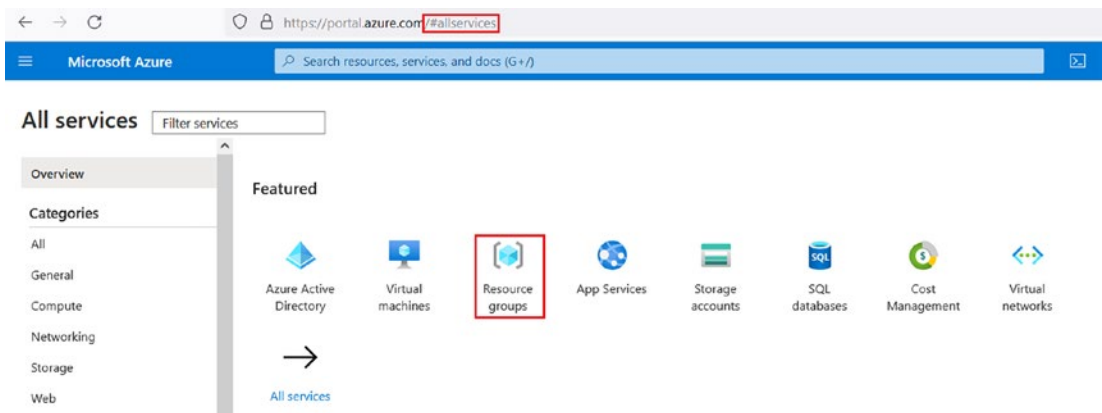 https://portal.azure.com/#allservices
Microsoft Azure
Search resources, services, and docs (G+/)
All services
Filter services
Overview
Categories
All
General
Compute
Networking
Storage
Web
Featured
Azure Active
Directory
Virtual
machines
Resource
groups
App Services
Storage
accounts
SQL
SQL
databases
$
Cost
Management
Virtual
networks
All services